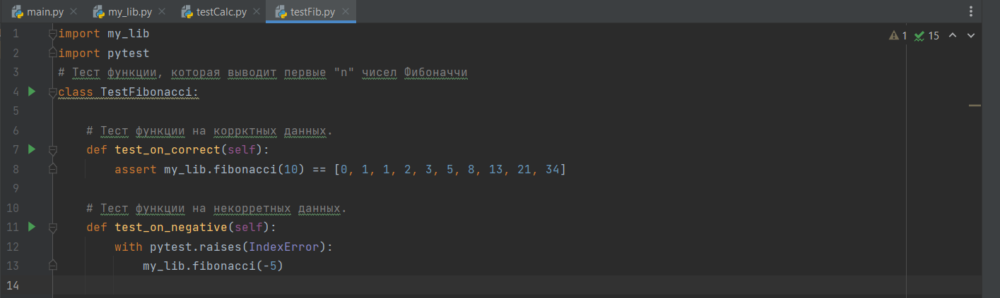 main.py my_lib.py testCalc.py testFib.py
1 import my_lib 1 15
2 import pytest
3 # Тест функции, которая выводит первые "n" чисел Фибоначчи
4 class TestFibonacci:
5
6 # Тест функции на коррктных данных.
7 def test_on_correct(self):
8 assert my_lib.fibonacci(10) == [0, 1, 1, 2, 3, 5, 8, 13, 21, 34]
9
10 # Тест функции на некорретных данных.
11 def test_on_negative(self):
12 with pytest.raises(IndexError):
13 my_lib.fibonacci(-5)
14